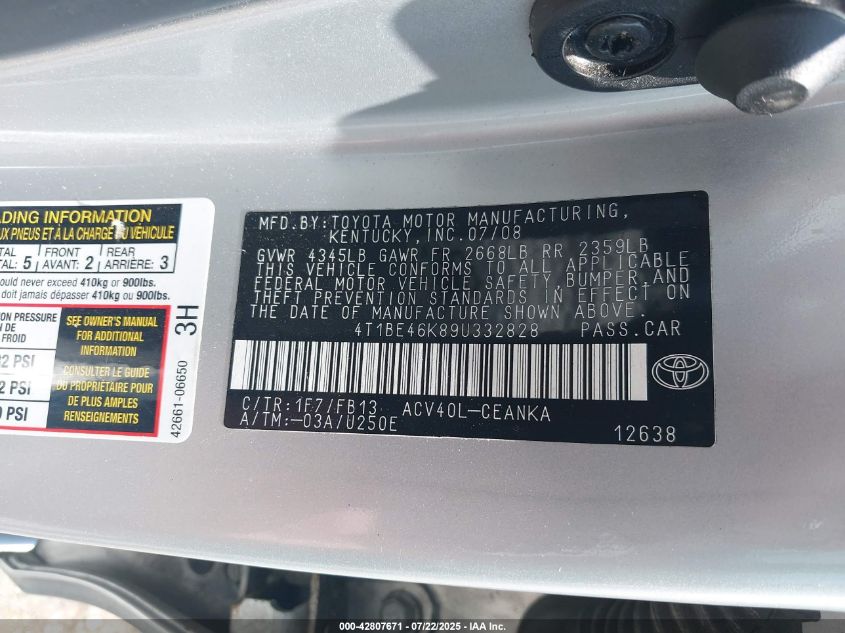 ADING INFORMATION
UX PNEUS ET À LA CHARGE DU VÉHICULE
TAL FRONT REAR
TAL: 5 AVANT: 2 ARRIÈRE: 3
ould never exceed 410kg or 900lbs.
doit jamais dépasser 410kg ou 900lbs.
ION PRESSURE
N DE
FROID
SEE OWNER'S MANUAL
FOR ADDITIONAL
INFORMATION
CONSULTER LE GUIDE
DU PROPRIÉTAIRE POUR
DE PLUS AMPLES
RENSEIGNEMENTS
2 PSI
2 PSI
PSI
3H
42661-06650
MFD.BY:TOYOTA MOTOR MANUFACTURING,
KENTUCKY, INC.07/08
GVWR 4345LB GAWR FR 2668LB RR 2359LB
THIS VEHICLE CONFORMS TO ALL APPLICABLE
FEDERAL MOTOR VEHICLE SAFETY,BUMPER,AND
THEFT PREVENTION STANDARDS IN EFFECT ON
THE DATE OF MANUFACTURE SHOWN ABOVE.
4T1BE46K89U332828 PASS.CAR
C/TR:1F7/FB13 ACV40L-CEANKA
A/TM:-03A/U250E
12638
000-42807671 - 07/22/2025 - IAA Inc.